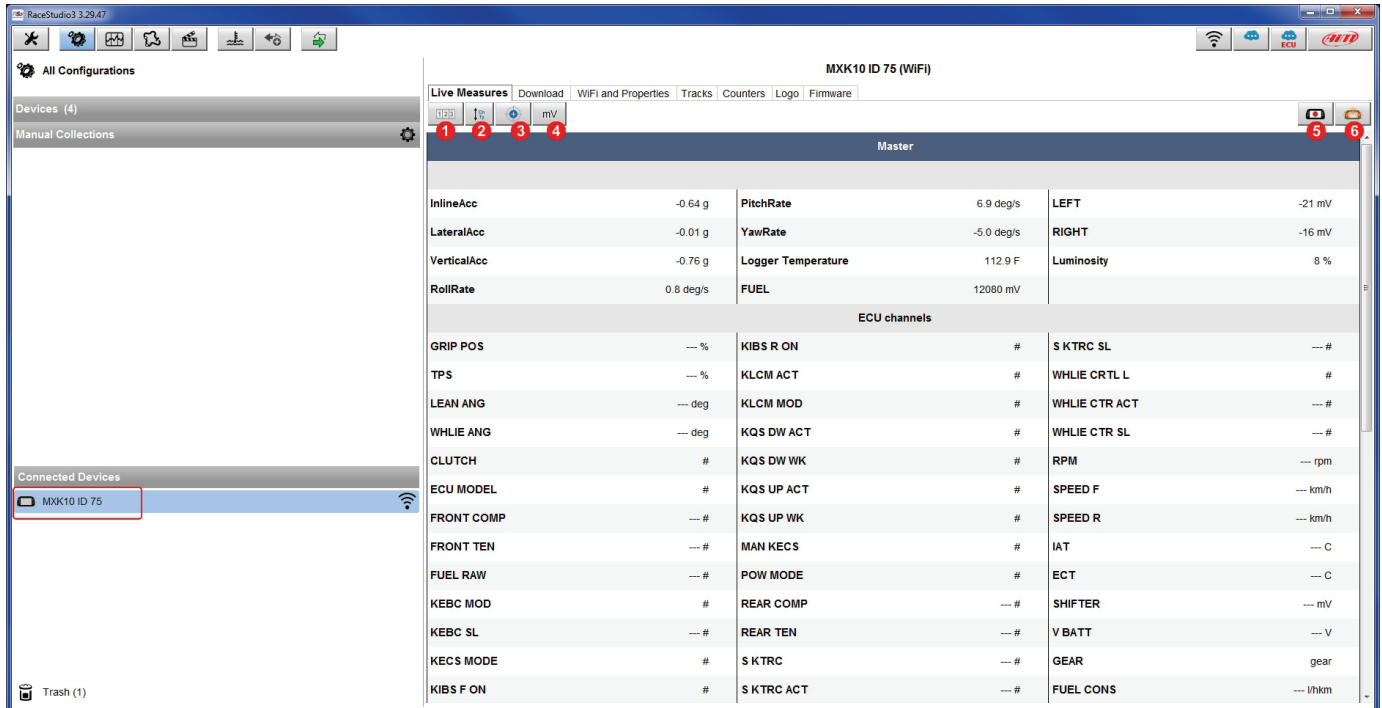 RaceStudio3 3.29.47
ECU
AIM
All Configurations
MXK10 ID 75 (WiFi)
Live Measures Download WiFi and Properties Tracks Counters Logo Firmware
Devices (4)
123 mV
Manual Collections
1 2 3 4 5 6
Master
InlineAcc -0.64 g PitchRate 6.9 deg/s LEFT -21 mV
LateralAcc -0.01 g YawRate -5.0 deg/s RIGHT -16 mV
VerticalAcc -0.76 g Logger Temperature 112.9 F Luminosity 8 %
RollRate 0.8 deg/s FUEL 12080 mV
ECU channels
GRIP POS --- % KIBS R ON # S KTRC SL --- #
TPS --- % KLCM ACT # WHLIE CRTL L #
LEAN ANG --- deg KLCM MOD # WHLIE CTR ACT --- #
WHLIE ANG --- deg KQS DW ACT # WHLIE CTR SL --- #
CLUTCH # KQS DW WK # RPM --- rpm
Connected Devices
ECU MODEL # KQS UP ACT # SPEED F --- km/h
MXK10 ID 75
FRONT COMP --- # KQS UP WK # SPEED R --- km/h
FRONT TEN --- # MAN KECS # IAT --- C
FUEL RAW --- # POW MODE # ECT --- C
KEBC MOD # REAR COMP --- # SHIFTER --- mV
KEBC SL --- # REAR TEN --- # V BATT --- V
KECS MODE # S KTRC --- # GEAR gear
Trash (1)
KIBS F ON # S KTRC ACT --- # FUEL CONS --- l/hkm